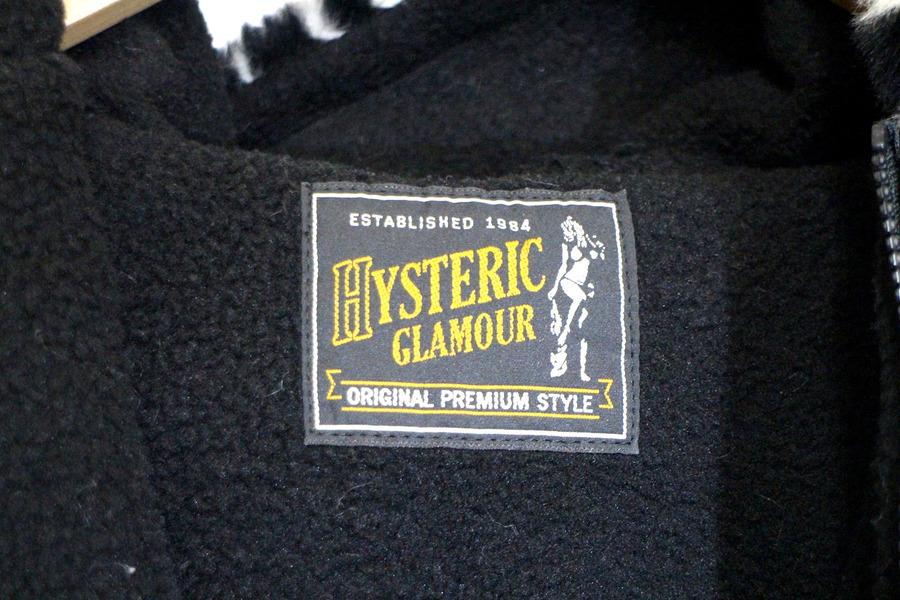 ESTABLISHED 1984
HYSTERIC
GLAMOUR
ORIGINAL PREMIUM STYLE